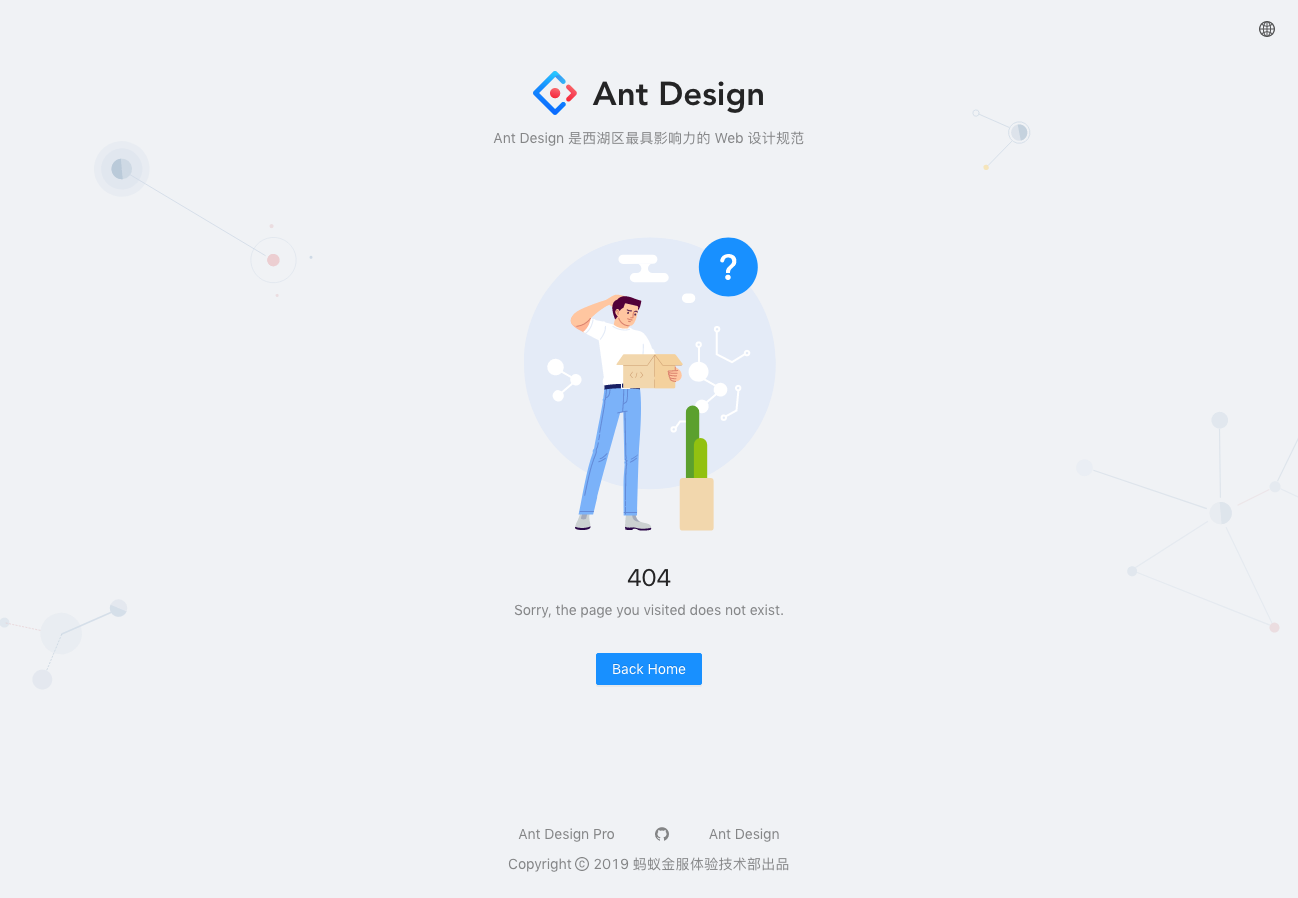 Ant Design
Ant Design 是西湖区最具影响力的 Web 设计规范
?
</>
404
Sorry, the page you visited does not exist.
Back Home
Ant Design Pro
Ant Design
Copyright © 2019 蚂蚁金服体验技术部出品